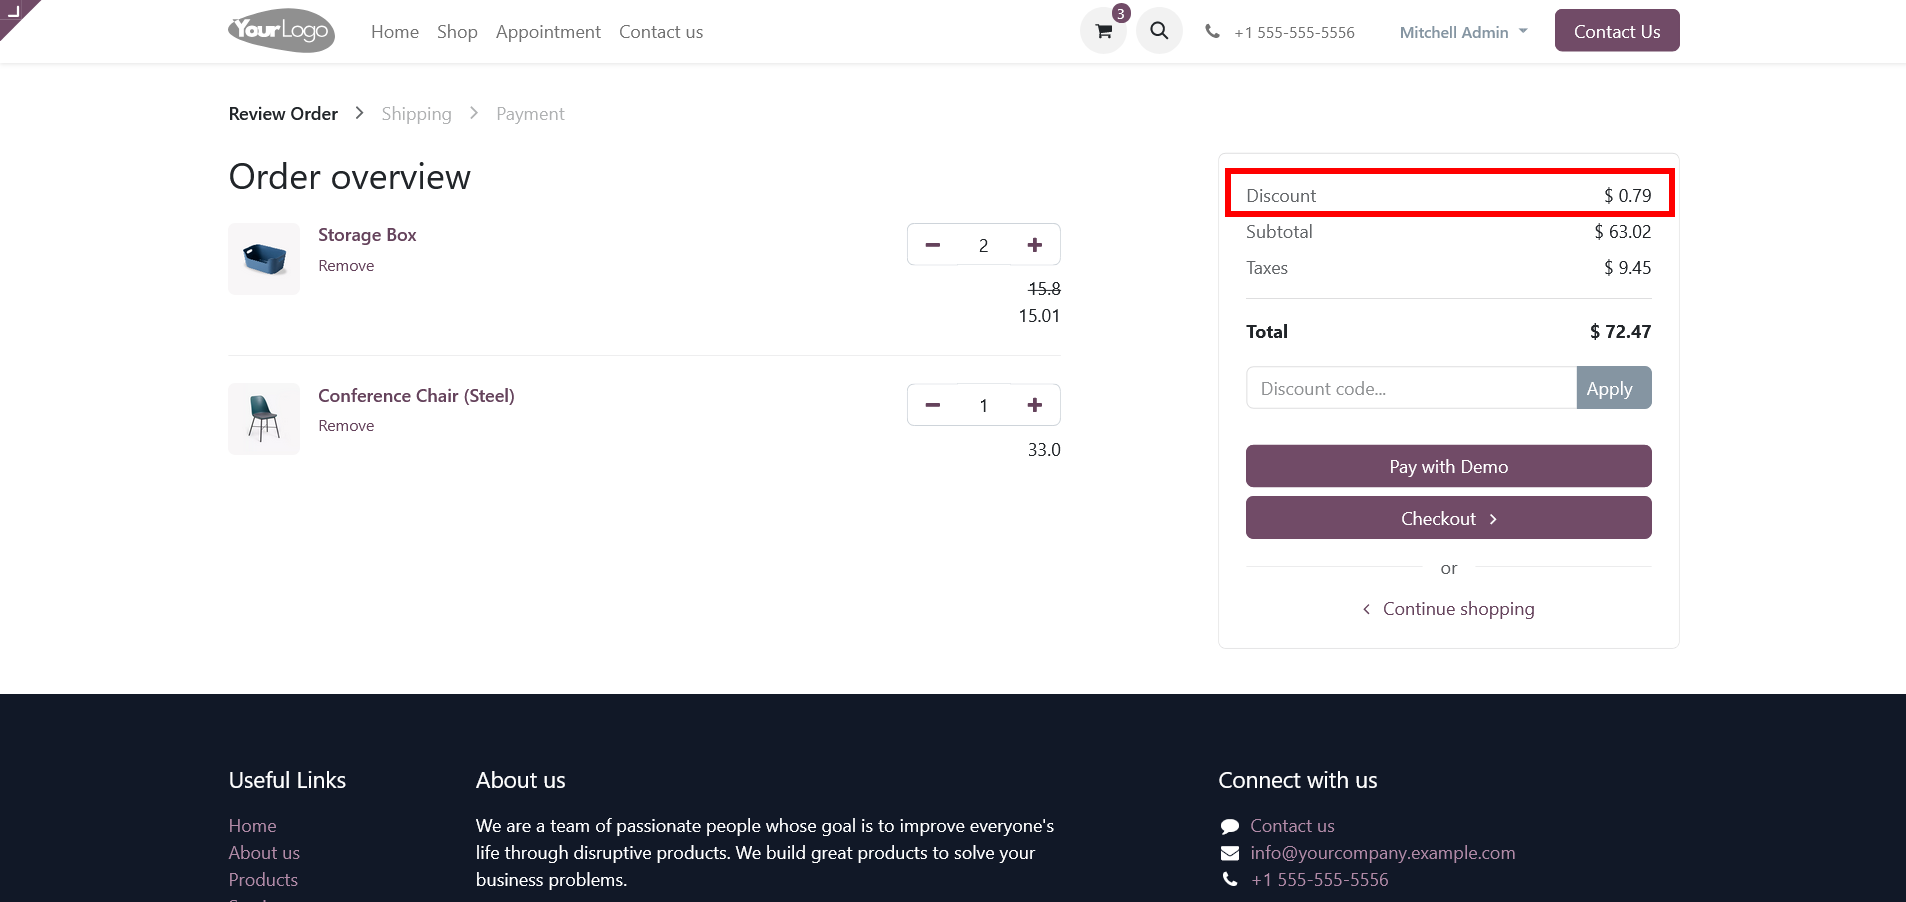 YourLogo Home Shop Appointment Contact us 3 +1 555-555-5556 Mitchell Admin Contact Us
Review Order Shipping Payment
Order overview
Storage Box 2
Remove
15.8
15.01
Conference Chair (Steel) 1
Remove
33.0
Discount $ 0.79
Subtotal $ 63.02
Taxes $ 9.45
Total $ 72.47
Discount code... Apply
Pay with Demo
Checkout
or
Continue shopping
Useful Links
Home
About us
Products
About us
We are a team of passionate people whose goal is to improve everyone's
life through disruptive products. We build great products to solve your
business problems.
Connect with us
Contact us
info@yourcompany.example.com
+1 555-555-5556